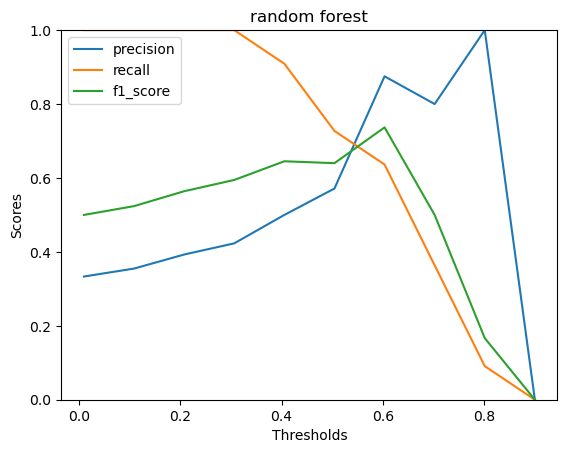 random forest
precision
recall
f1_score
Scores
1.0
0.8
0.6
0.4
0.2
0.0
0.0 0.2 0.4 0.6 0.8
Thresholds